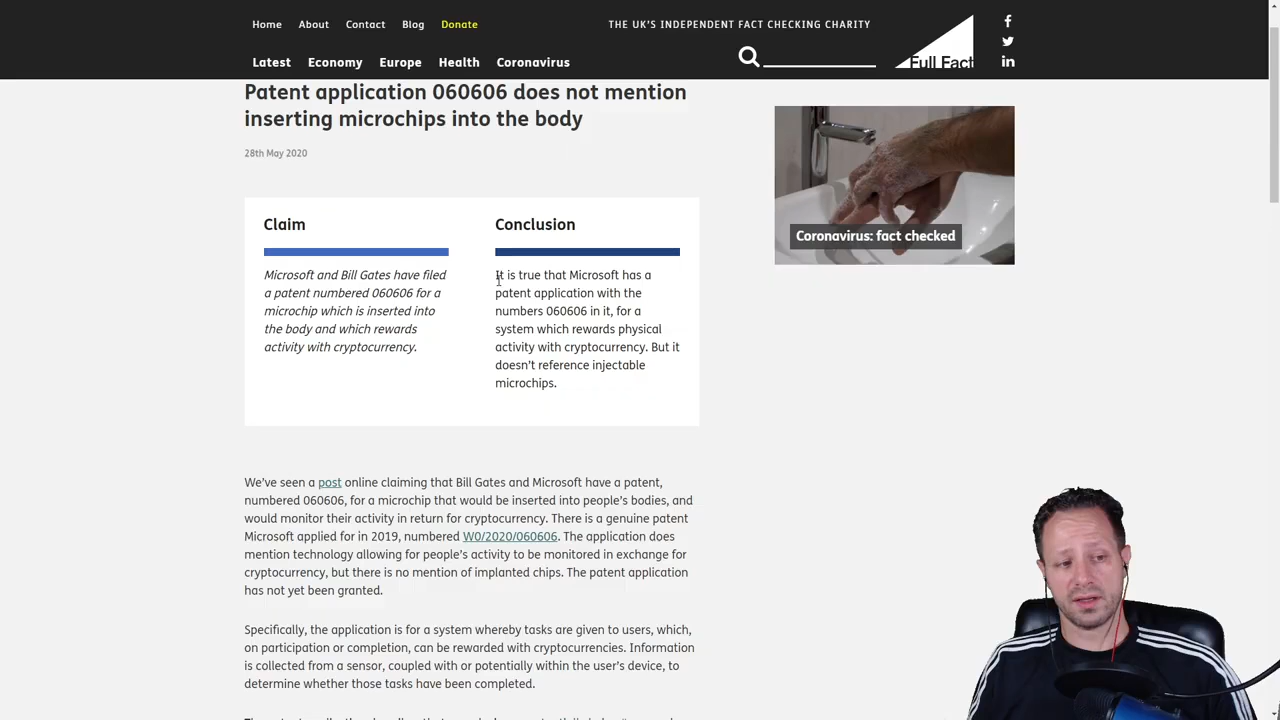 Home About Contact Blog Donate
THE UK'S INDEPENDENT FACT CHECKING CHARITY
Latest Economy Europe Health Coronavirus
Full Fact
Patent application 060606 does not mention
inserting microchips into the body
28th May 2020
Claim
Microsoft and Bill Gates have filed
a patent numbered 060606 for a
microchip which is inserted into
the body and which rewards
activity with cryptocurrency.
Conclusion
It is true that Microsoft has a
patent application with the
numbers 060606 in it, for a
system which rewards physical
activity with cryptocurrency. But it
doesn't reference injectable
microchips.
Coronavirus: fact checked
We've seen a post online claiming that Bill Gates and Microsoft have a patent,
numbered 060606, for a microchip that would be inserted into people's bodies, and
would monitor their activity in return for cryptocurrency. There is a genuine patent
Microsoft applied for in 2019, numbered W0/2020/060606. The application does
mention technology allowing for people's activity to be monitored in exchange for
cryptocurrency, but there is no mention of implanted chips. The patent application
has not yet been granted.
Specifically, the application is for a system whereby tasks are given to users, which,
on participation or completion, can be rewarded with cryptocurrencies. Information
is collected from a sensor, coupled with or potentially within the user's device, to
determine whether those tasks have been completed.